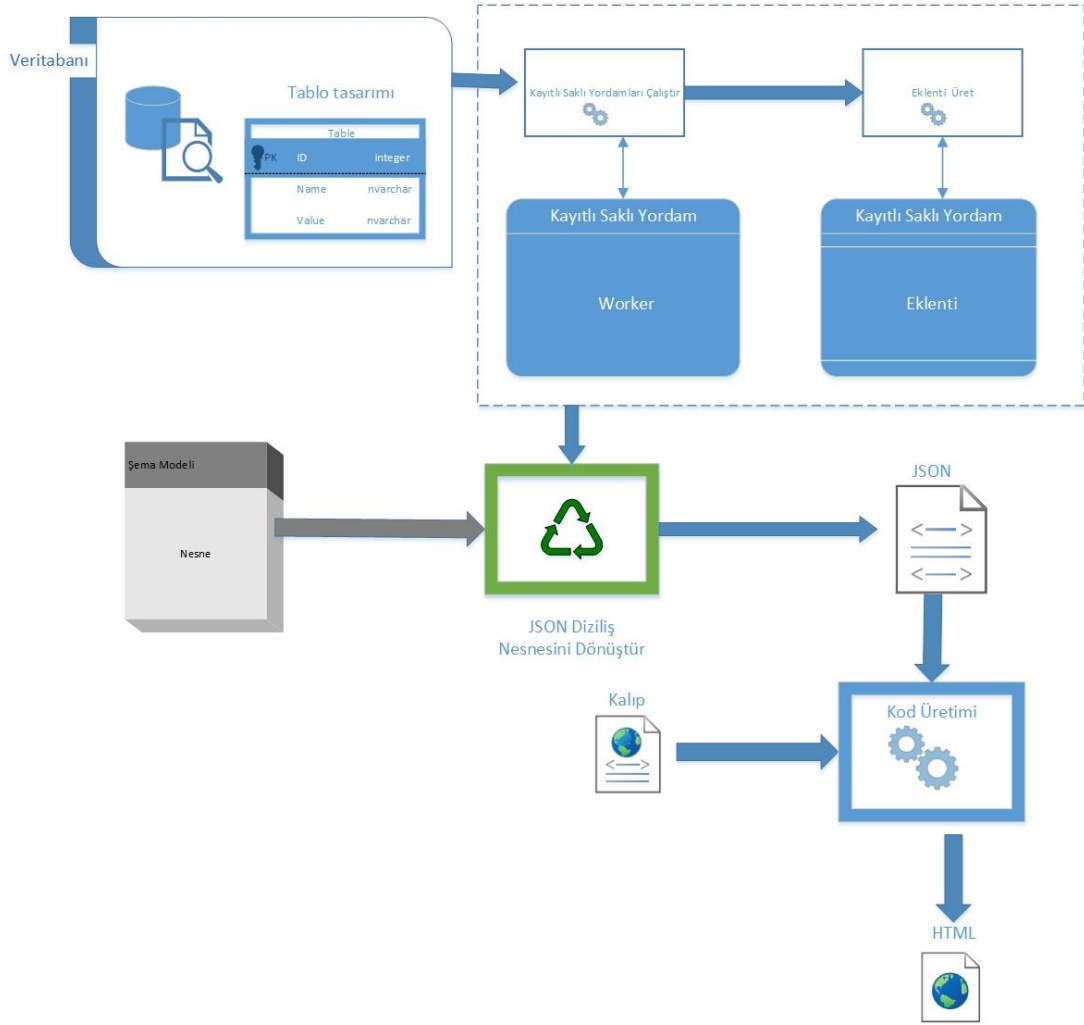 Veritabanı
Tablo tasarımı
Table
PK ID integer
Name nvarchar
Value nvarchar
Kayıtlı Saklı Yordamları Çalıştır
Eklenti Üret
Kayıtlı Saklı Yordam
Worker
Kayıtlı Saklı Yordam
Eklenti
Şema Modeli
Nesne
JSON Diziliş
Nesnesini Dönüştür
JSON
Kalıp
Kod Üretimi
HTML